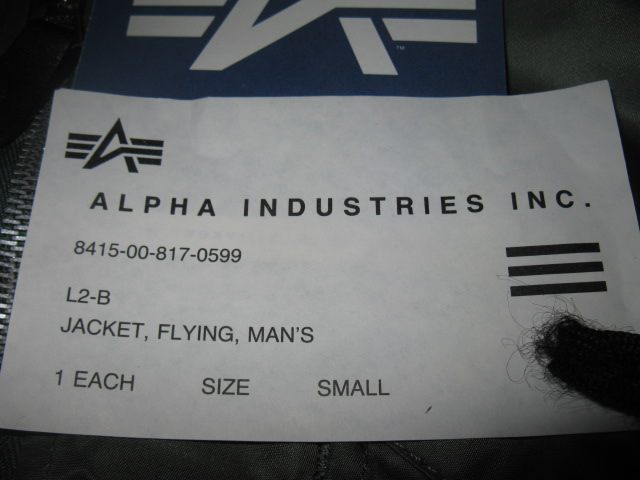 ALPHA INDUSTRIES INC.
8415-00-817-0599
L2-B
JACKET, FLYING, MAN'S
1 EACH SIZE SMALL